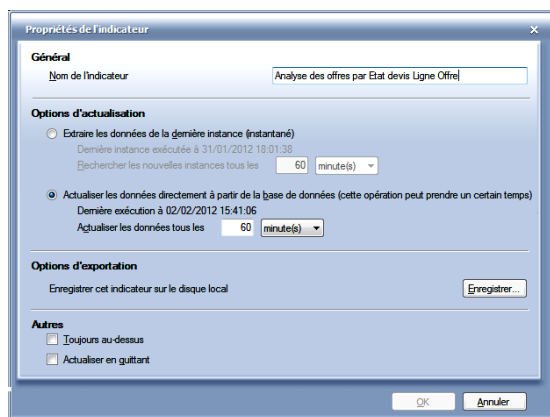 Propriétés de l'indicateur
Général
Nom de l'indicateur Analyse des offres par Etat devis Ligne Offre
Options d'actualisation
Extraire les données de la dernière instance (instantané)
Dernière instance exécutée à 31/01/2012 18:01:38
Rechercher les nouvelles instances tous les 60 minute(s)
Actualiser les données directement à partir de la base de données (cette opération peut prendre un certain temps)
Dernière exécution à 02/02/2012 15:41:06
Actualiser les données tous les 60 minute(s)
Options d'exportation
Enregistrer cet indicateur sur le disque local Enregistrer...
Autres
Toujours au-dessus
Actualiser en quittant
OK Annuler